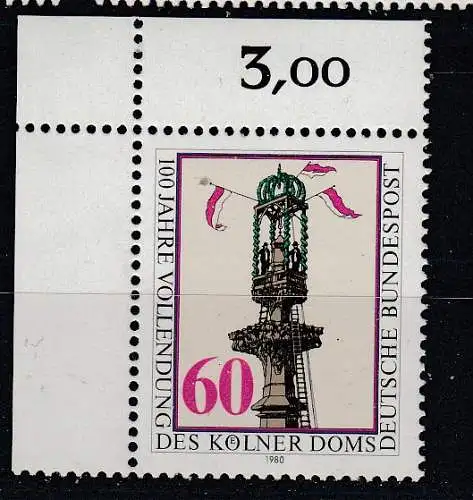 3,00
100 JAHRE VOLLENDUNG
DES KÖLNER DOMS
DEUTSCHE BUNDESPOST
60
1980